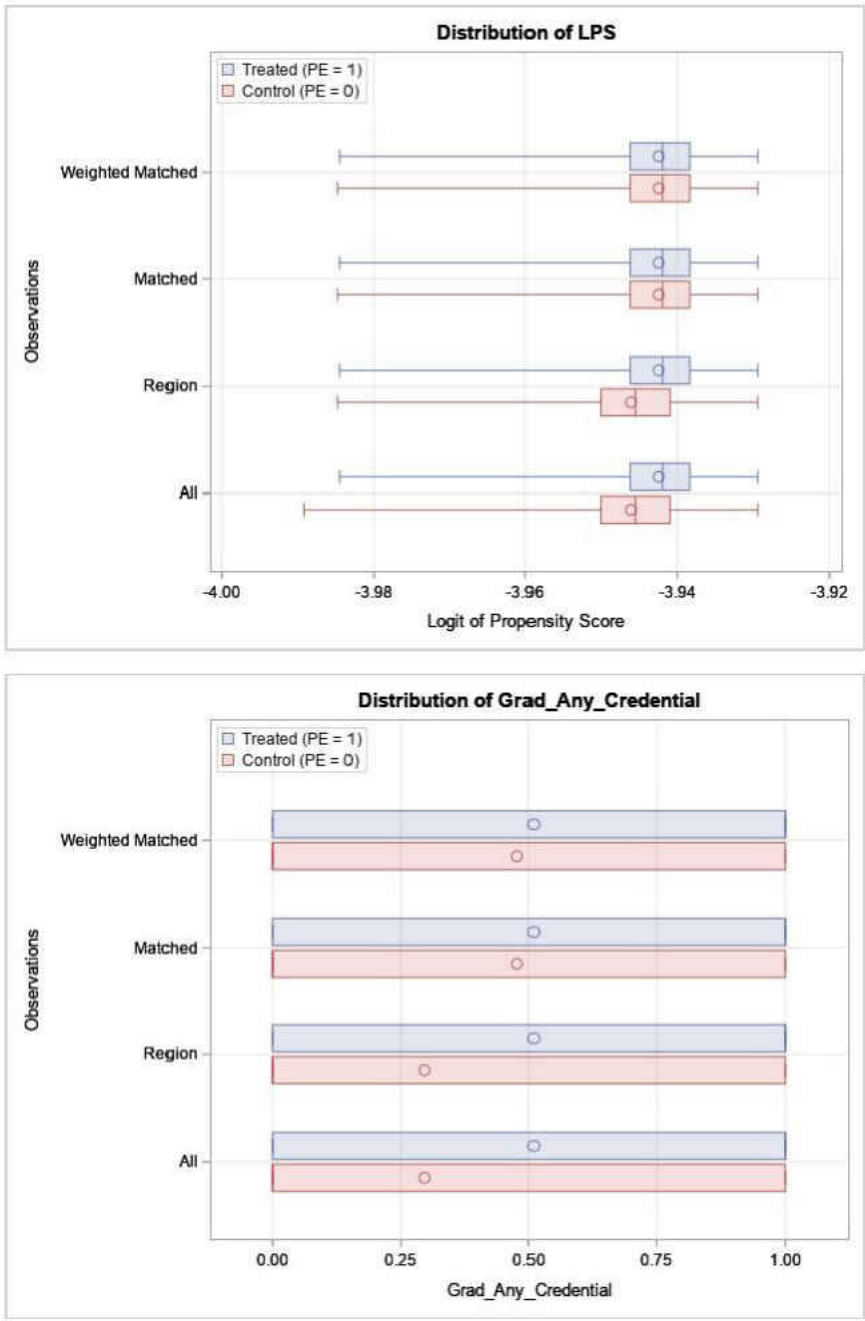 Distribution of LPS
Treated (PE = 1)
Control (PE = 0)
Observations
Weighted Matched
Matched
Region
All
-4.00 -3.98 -3.96 -3.94 -3.92
Logit of Propensity Score
Distribution of Grad_Any_Credential
Treated (PE = 1)
Control (PE = 0)
Observations
Weighted Matched
Matched
Region
All
0.00 0.25 0.50 0.75 1.00
Grad_Any_Credential